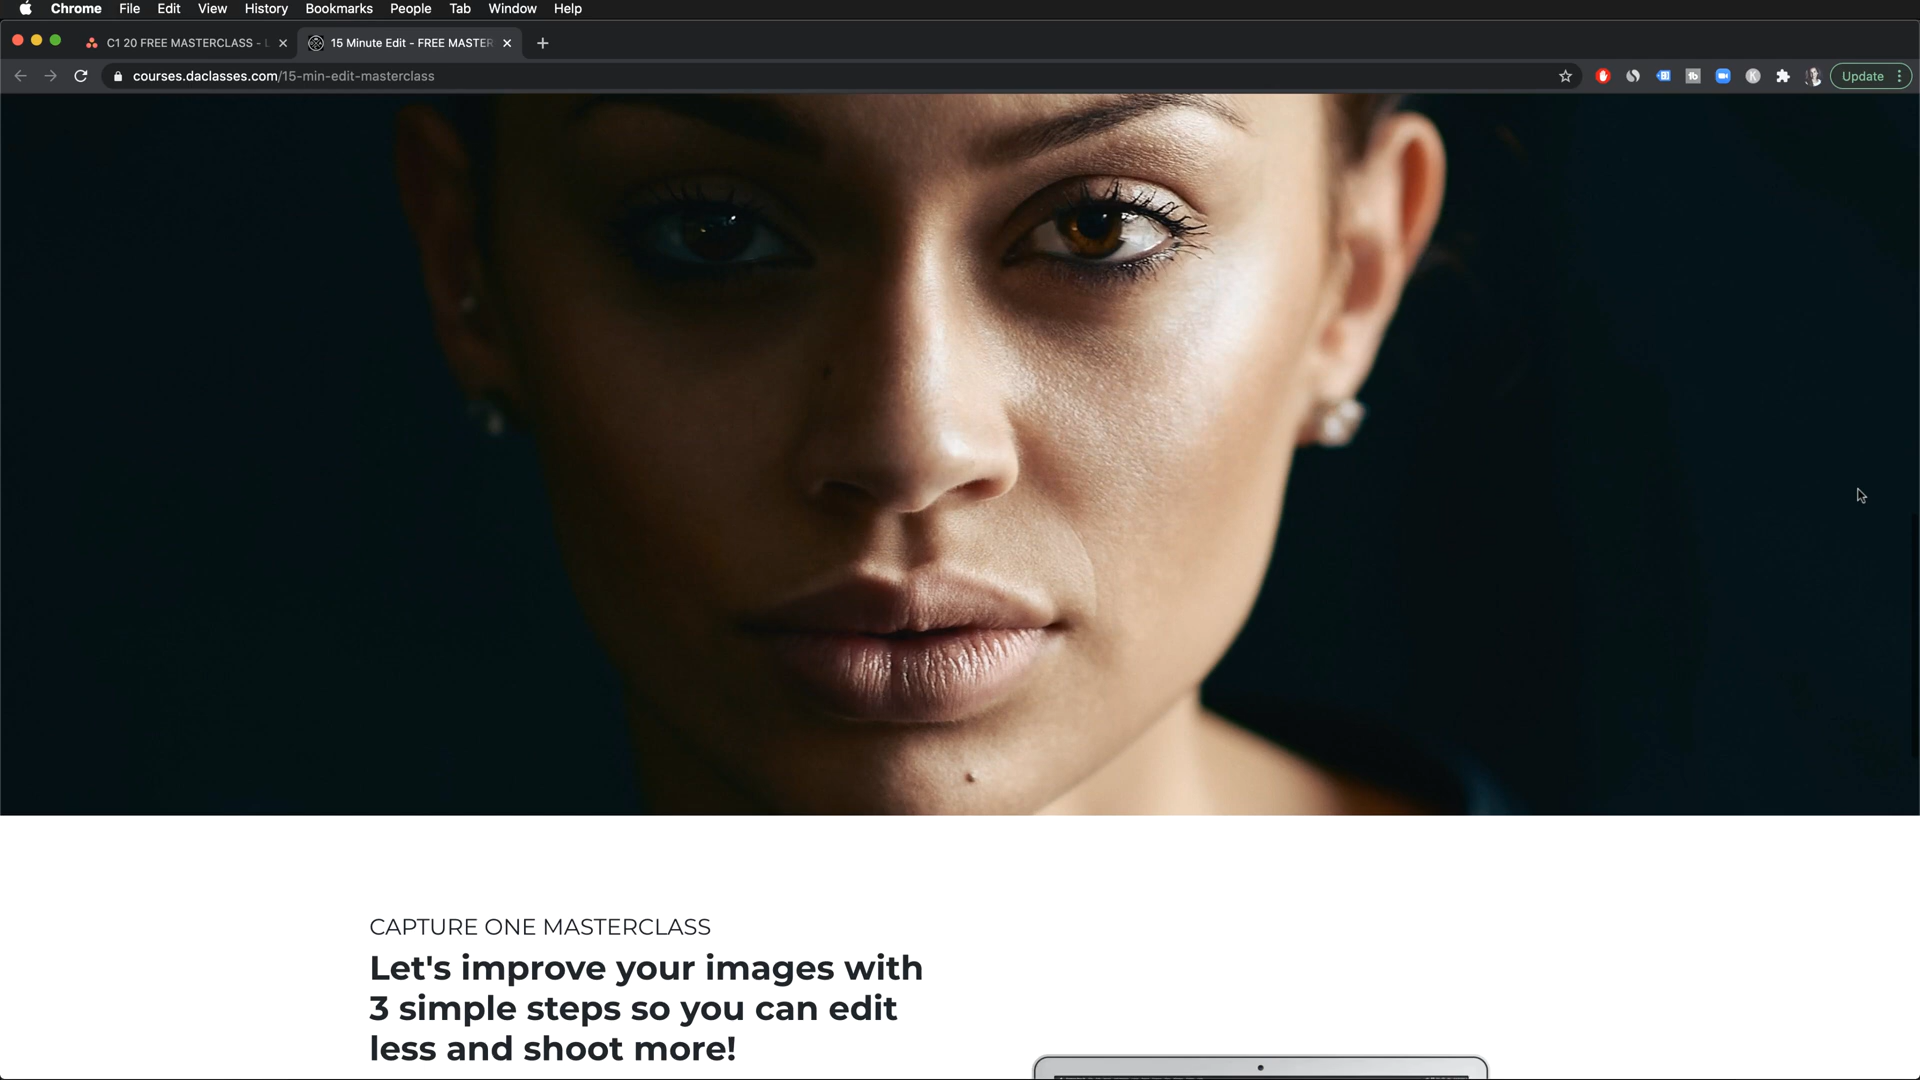 Chrome File Edit View History Bookmarks People Tab Window Help
C1 20 FREE MASTERCLASS - 15 Minute Edit - FREE MASTER
courses.daclasses.com/15-min-edit-masterclass Update
CAPTURE ONE MASTERCLASS
Let's improve your images with
3 simple steps so you can edit
less and shoot more!